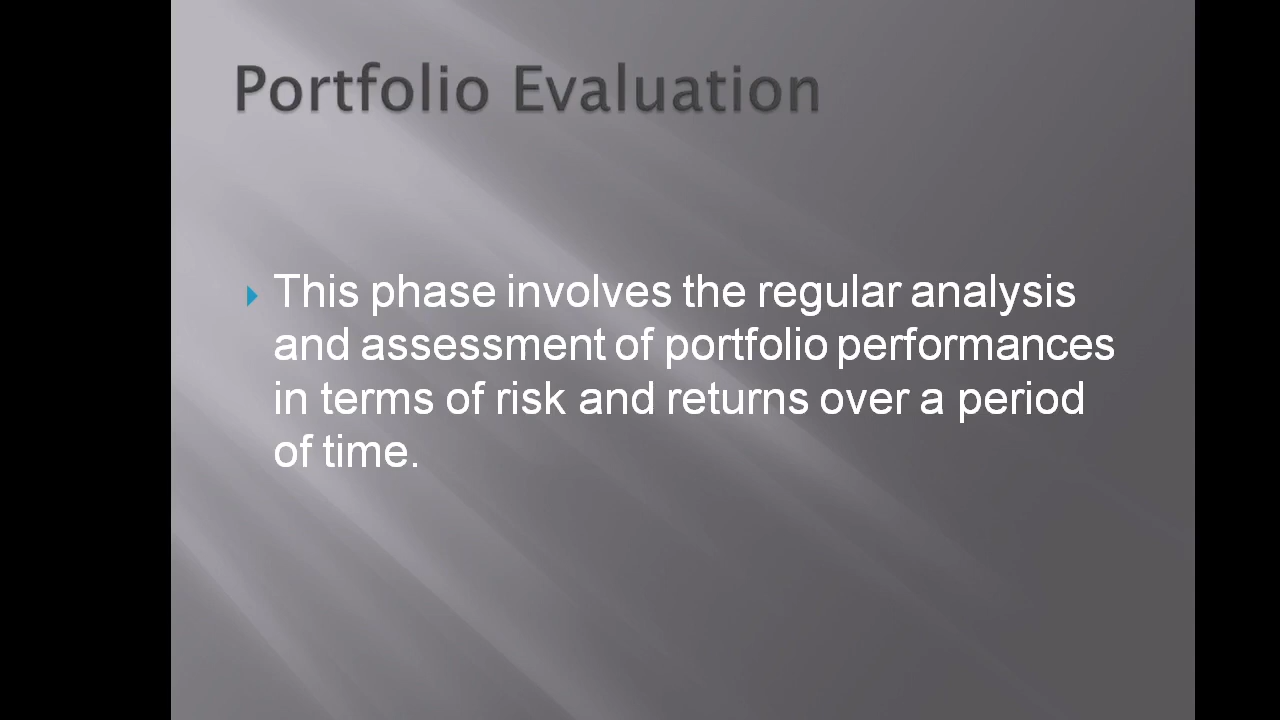 Portfolio Evaluation
This phase involves the regular analysis
and assessment of portfolio performances
in terms of risk and returns over a period
of time.